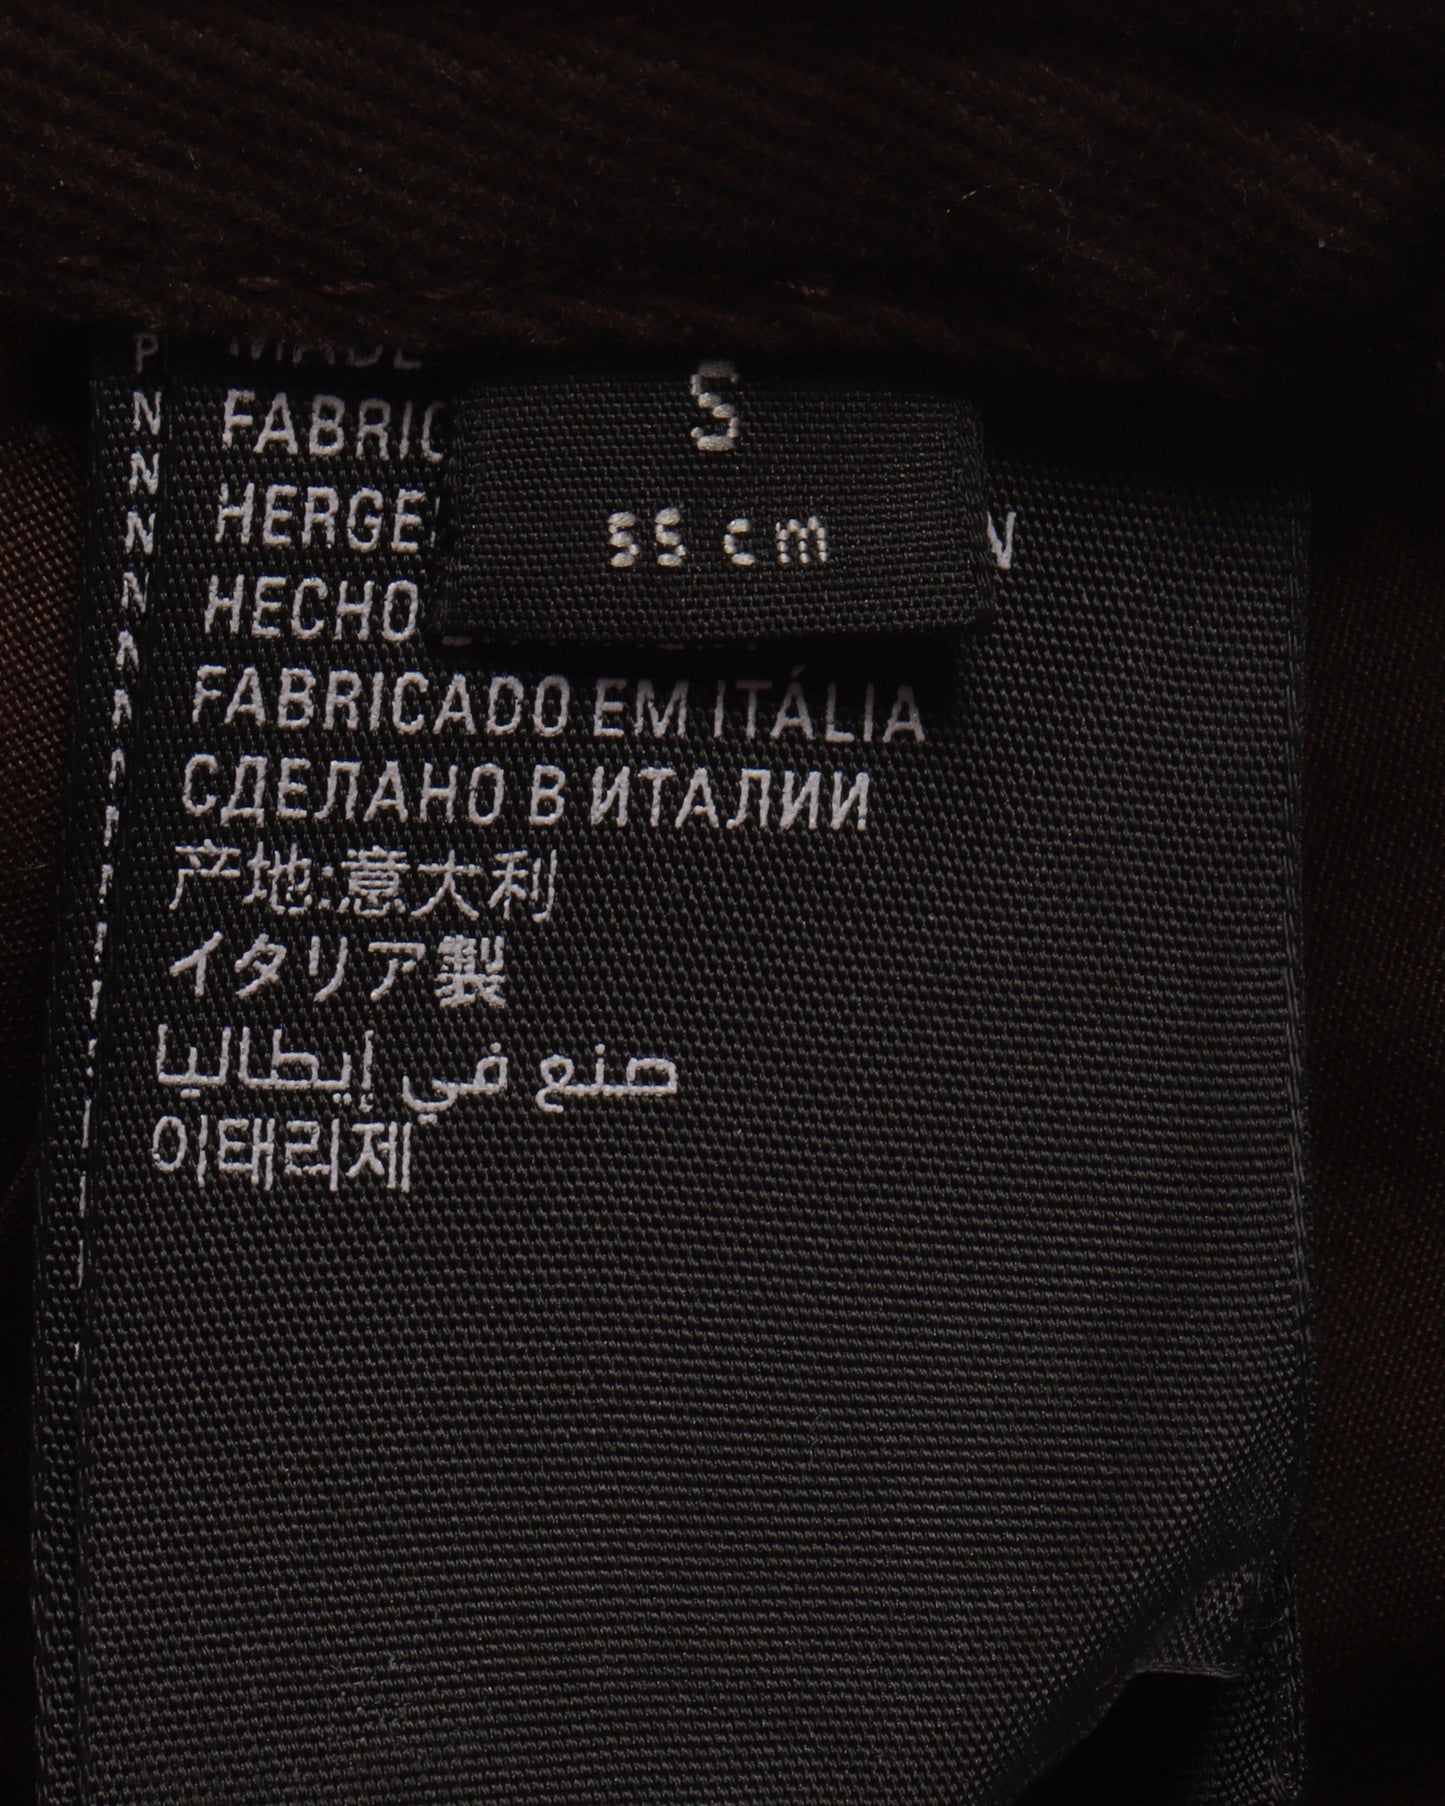 S
55 cm
MADE
FABRIC
HERGE
HECHO
FABRICADO EM ITÁLIA
СДЕЛАНО В ИТАЛИИ
产地:意大利
イタリア製
صنع في إيطاليا
이태리제